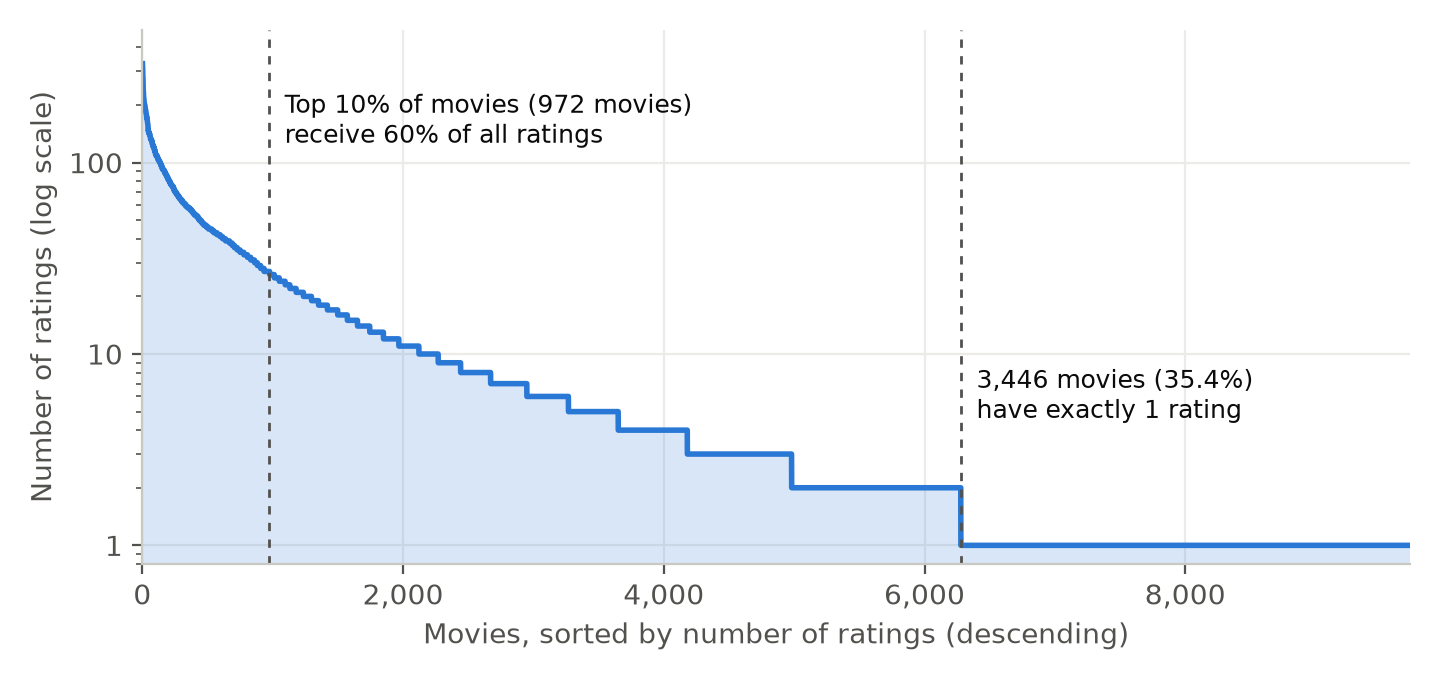 Top 10% of movies (972 movies)
receive 60% of all ratings
3,446 movies (35.4%)
have exactly 1 rating
Number of ratings (log scale)
100
10
1
0
2,000
4,000
6,000
8,000
Movies, sorted by number of ratings (descending)